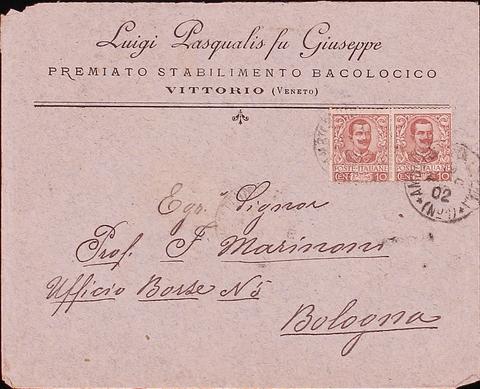 Luigi Pasqualis fu Giuseppe
PREMIATO STABILIMENTO BACOLOGICO
VITTORIO (VENETO)
POSTE ITALIANE POSTE ITALIANE
CENT 10 CENT 10
02
Egr. Signor
Prof. F Marinoni
Ufficio Borse N 5
Bologna